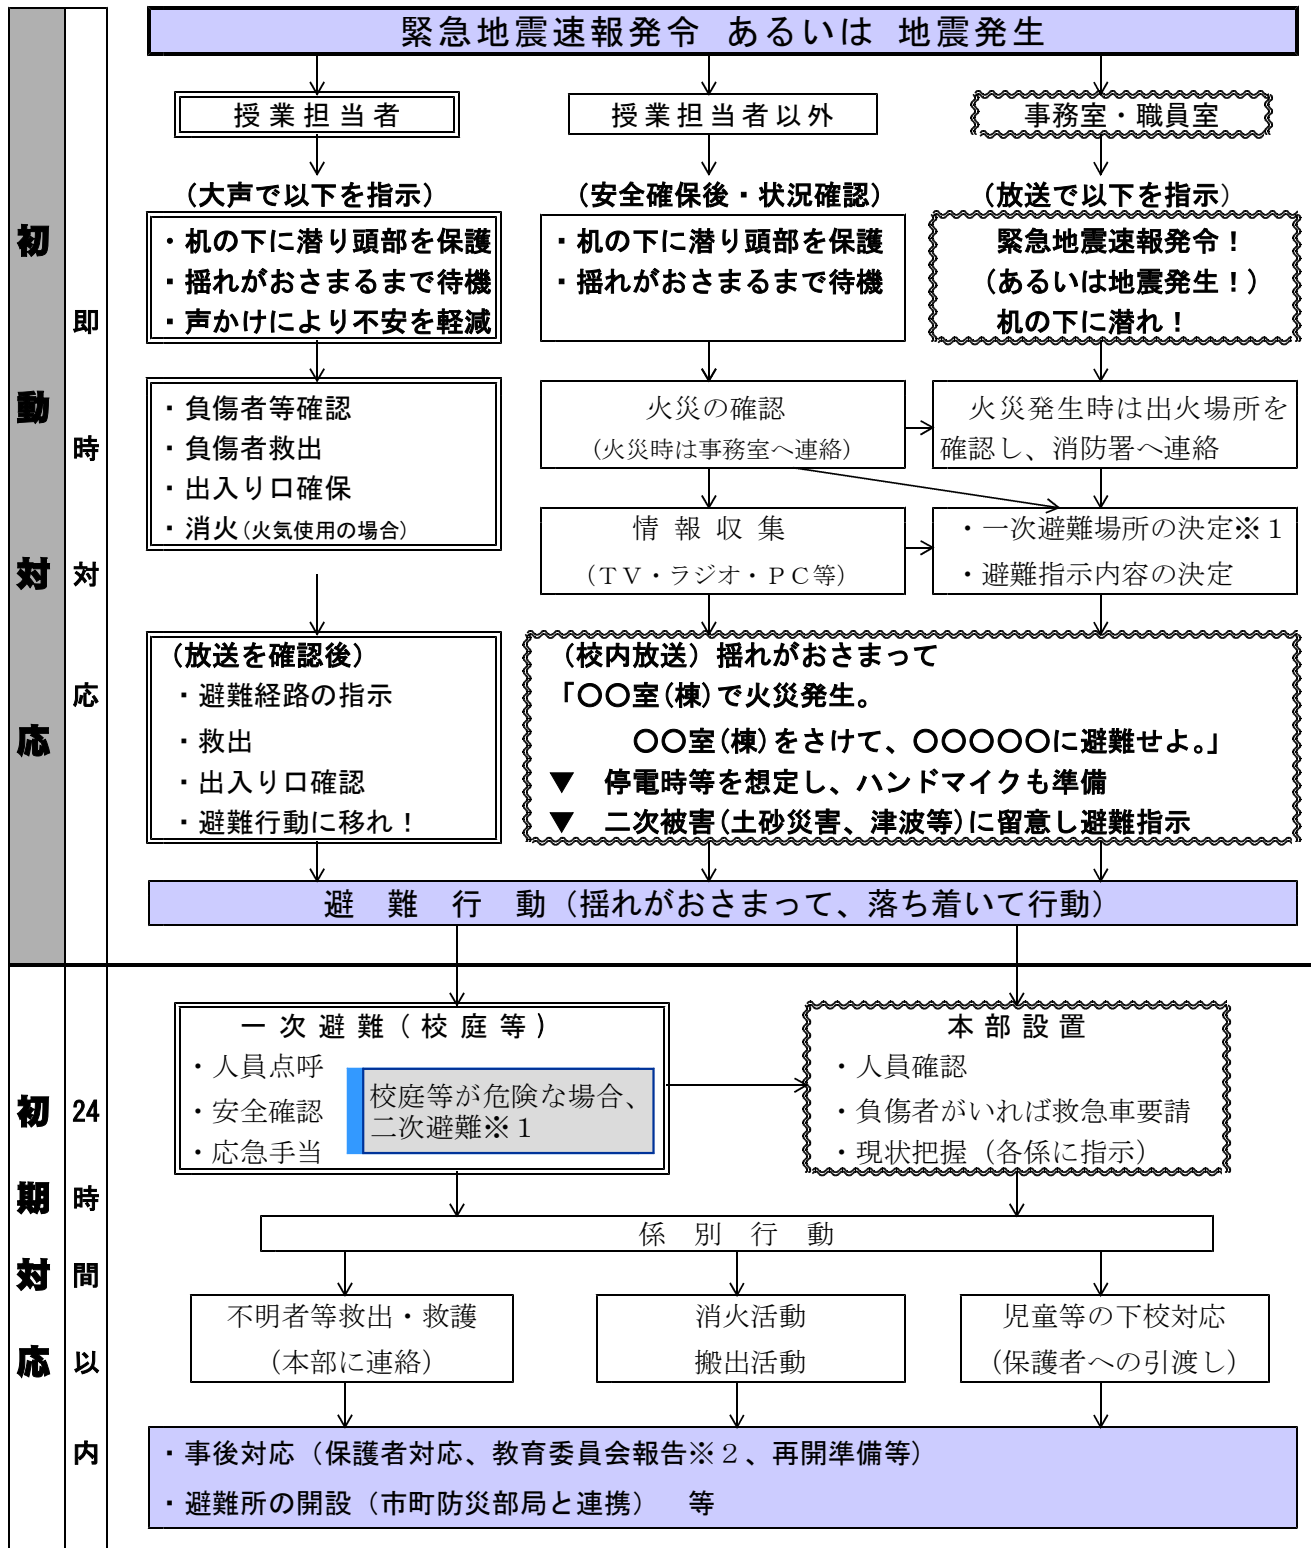 緊急地震速報発令 あるいは 地震発生
初動対応
即時対応
授業担当者
(大声で以下を指示)
・机の下に潜り頭部を保護
・揺れがおさまるまで待機
・声かけにより不安を軽減
・負傷者等確認
・負傷者救出
・出入り口確保
・消火(火気使用の場合)
(放送を確認後)
・避難経路の指示
・救出
・出入り口確認
・避難行動に移れ！
授業担当者以外
(安全確保後・状況確認)
・机の下に潜り頭部を保護
・揺れがおさまるまで待機
火災の確認
(火災時は事務室へ連絡)
情報収集
(ＴＶ・ラジオ・ＰＣ等)
事務室・職員室
(放送で以下を指示)
緊急地震速報発令！
(あるいは地震発生！)
机の下に潜れ！
火災発生時は出火場所を
確認し、消防署へ連絡
・一次避難場所の決定※１
・避難指示内容の決定
(校内放送) 揺れがおさまって
「〇〇室(棟)で火災発生。
〇〇室(棟)をさけて、〇〇〇〇〇に避難せよ。」
▼ 停電時等を想定し、ハンドマイクも準備
▼ 二次被害(土砂災害、津波等)に留意し避難指示
避難行動(揺れがおさまって、落ち着いて行動)
初期対応
24時間以内
一次避難(校庭等)
・人員点呼
・安全確認
・応急手当
校庭等が危険な場合、
二次避難※１
本部設置
・人員確認
・負傷者がいれば救急車要請
・現状把握(各係に指示)
係別行動
不明者等救出・救護
(本部に連絡)
消火活動
搬出活動
児童等の下校対応
(保護者への引渡し)
・事後対応(保護者対応、教育委員会報告※２、再開準備等)
・避難所の開設(市町防災部局と連携) 等